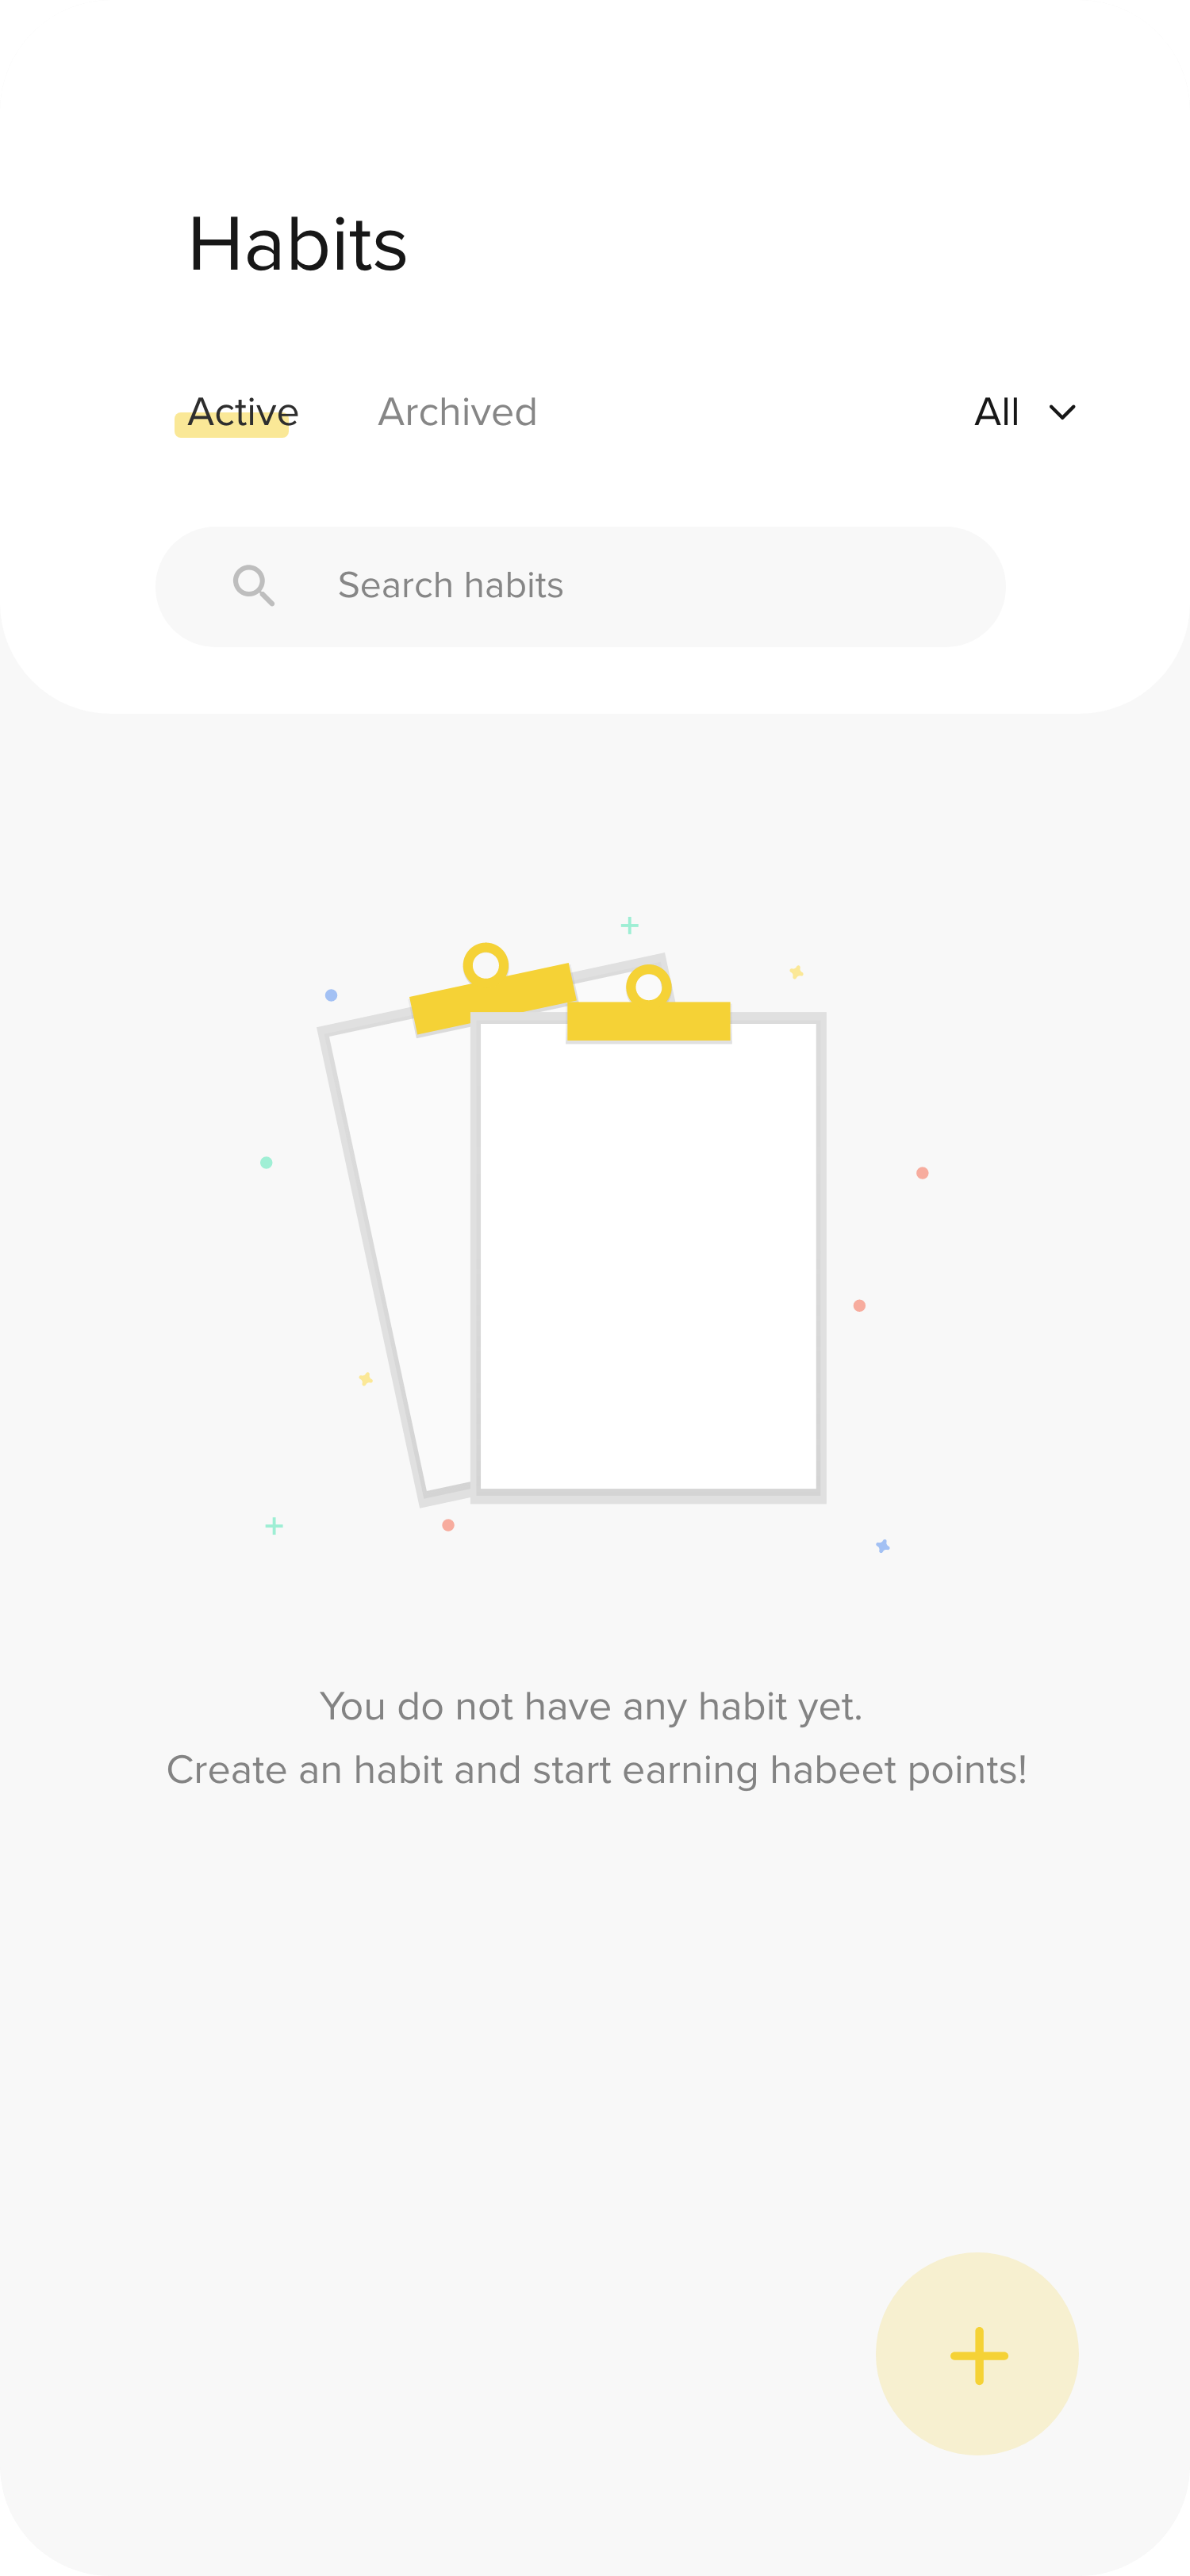 Habits
Active Archived All
Search habits
You do not have any habit yet.
Create an habit and start earning habeet points!